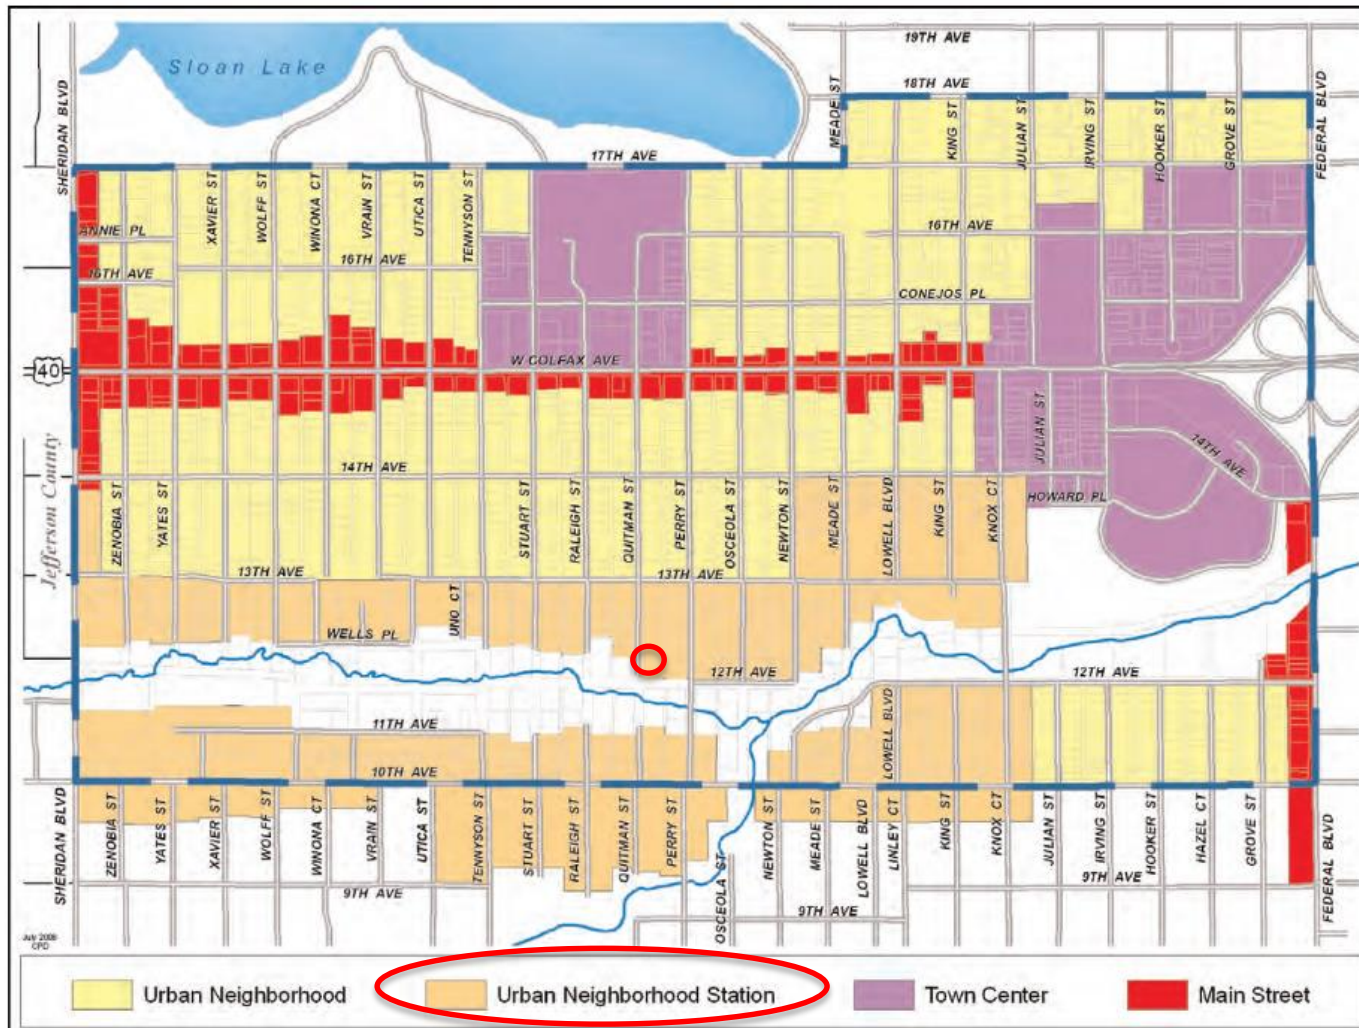 19TH AVE
Sloan Lake
18TH AVE
SHERIDAN BLVD
MEADE ST
KING ST
JULIAN ST
IRVING ST
HOOKER ST
GROVE ST
FEDERAL BLVD
17TH AVE
XAVIER ST
WOLFF ST
WINONA CT
VRAIN ST
UTICA ST
TENNYSON ST
ANNIE PL
16TH AVE
16TH AVE
16TH AVE
CONEJOS PL
W COLFAX AVE
40
JULIAN ST
14TH AVE
14TH AVE
HOWARD PL
Jefferson County
ZENOBIA ST
YATES ST
STUART ST
RALEIGH ST
QUITMAN ST
PERRY ST
OSCEOLA ST
NEWTON ST
MEADE ST
LOWELL BLVD
KING ST
KNOX CT
13TH AVE
13TH AVE
UNO CT
WELLS PL
12TH AVE
12TH AVE
11TH AVE
LOWELL BLVD
10TH AVE
SHERIDAN BLVD
ZENOBIA ST
YATES ST
XAVIER ST
WOLFF ST
WINONA CT
VRAIN ST
UTICA ST
TENNYSON ST
STUART ST
RALEIGH ST
QUITMAN ST
PERRY ST
OSCEOLA ST
NEWTON ST
MEADE ST
LOWELL BLVD
LINLEY CT
KING ST
KNOX CT
JULIAN ST
IRVING ST
HOOKER ST
HAZEL CT
GROVE ST
FEDERAL BLVD
9TH AVE
9TH AVE
9TH AVE
July 2006
CPD
Urban Neighborhood
Urban Neighborhood Station
Town Center
Main Street